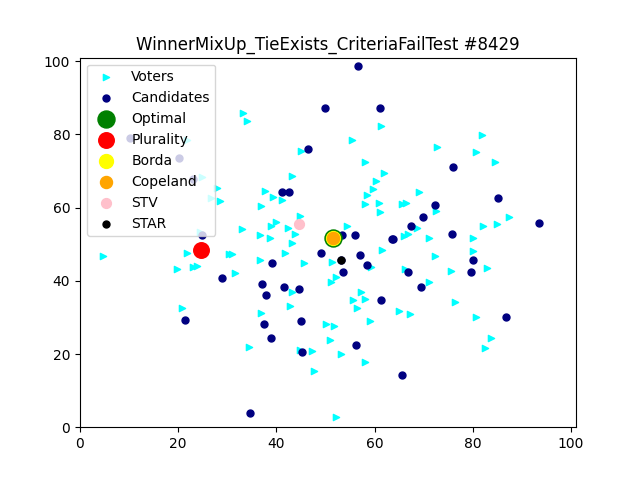 WinnerMixUp_TieExists_CriteriaFailTest #8429
100
80
60
40
20
0
Voters
Candidates
Optimal
Plurality
Borda
Copeland
STV
STAR
0 20 40 60 80 100